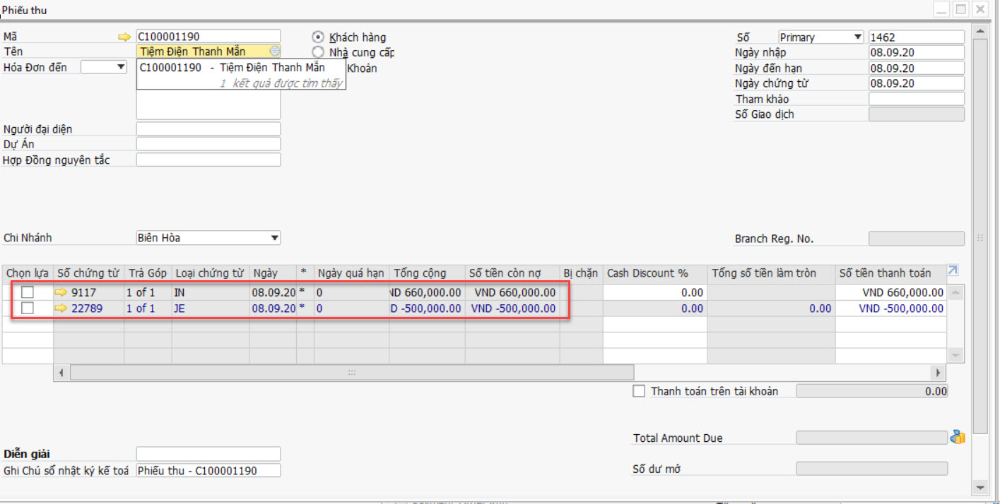 Phiếu thu
Mã C100001190 Khách hàng Số Primary 1462
Tên Tiệm Điện Thanh Mẫn Nhà cung cấp Ngày nhập 08.09.20
Hóa Đơn đến C100001190 - Tiệm Điện Thanh Mẫn Khoản Ngày đến hạn 08.09.20
1 kết quả được tìm thấy Ngày chứng từ 08.09.20
Tham khảo
Số Giao dịch
Người đại diện
Dự Án
Hợp Đồng nguyên tắc
Chi Nhánh Biên Hòa Branch Reg. No.
Chọn lựa Số chứng từ Trả Góp Loại chứng từ Ngày * Ngày quá hạn Tổng cộng Số tiền còn nợ Bị chặn Cash Discount % Tổng số tiền làm tròn Số tiền thanh toán
9117 1 of 1 IN 08.09.20 * 0 ND 660,000.00 VND 660,000.00 0.00 VND 660,000.00
22789 1 of 1 JE 08.09.20 * 0 D -500,000.00 VND -500,000.00 0.00 0.00 VND -500,000.00
Thanh toán trên tài khoản 0.00
Total Amount Due
Diễn giải
Ghi Chú sổ nhật ký kế toá Phiếu thu - C100001190 Số dư mở